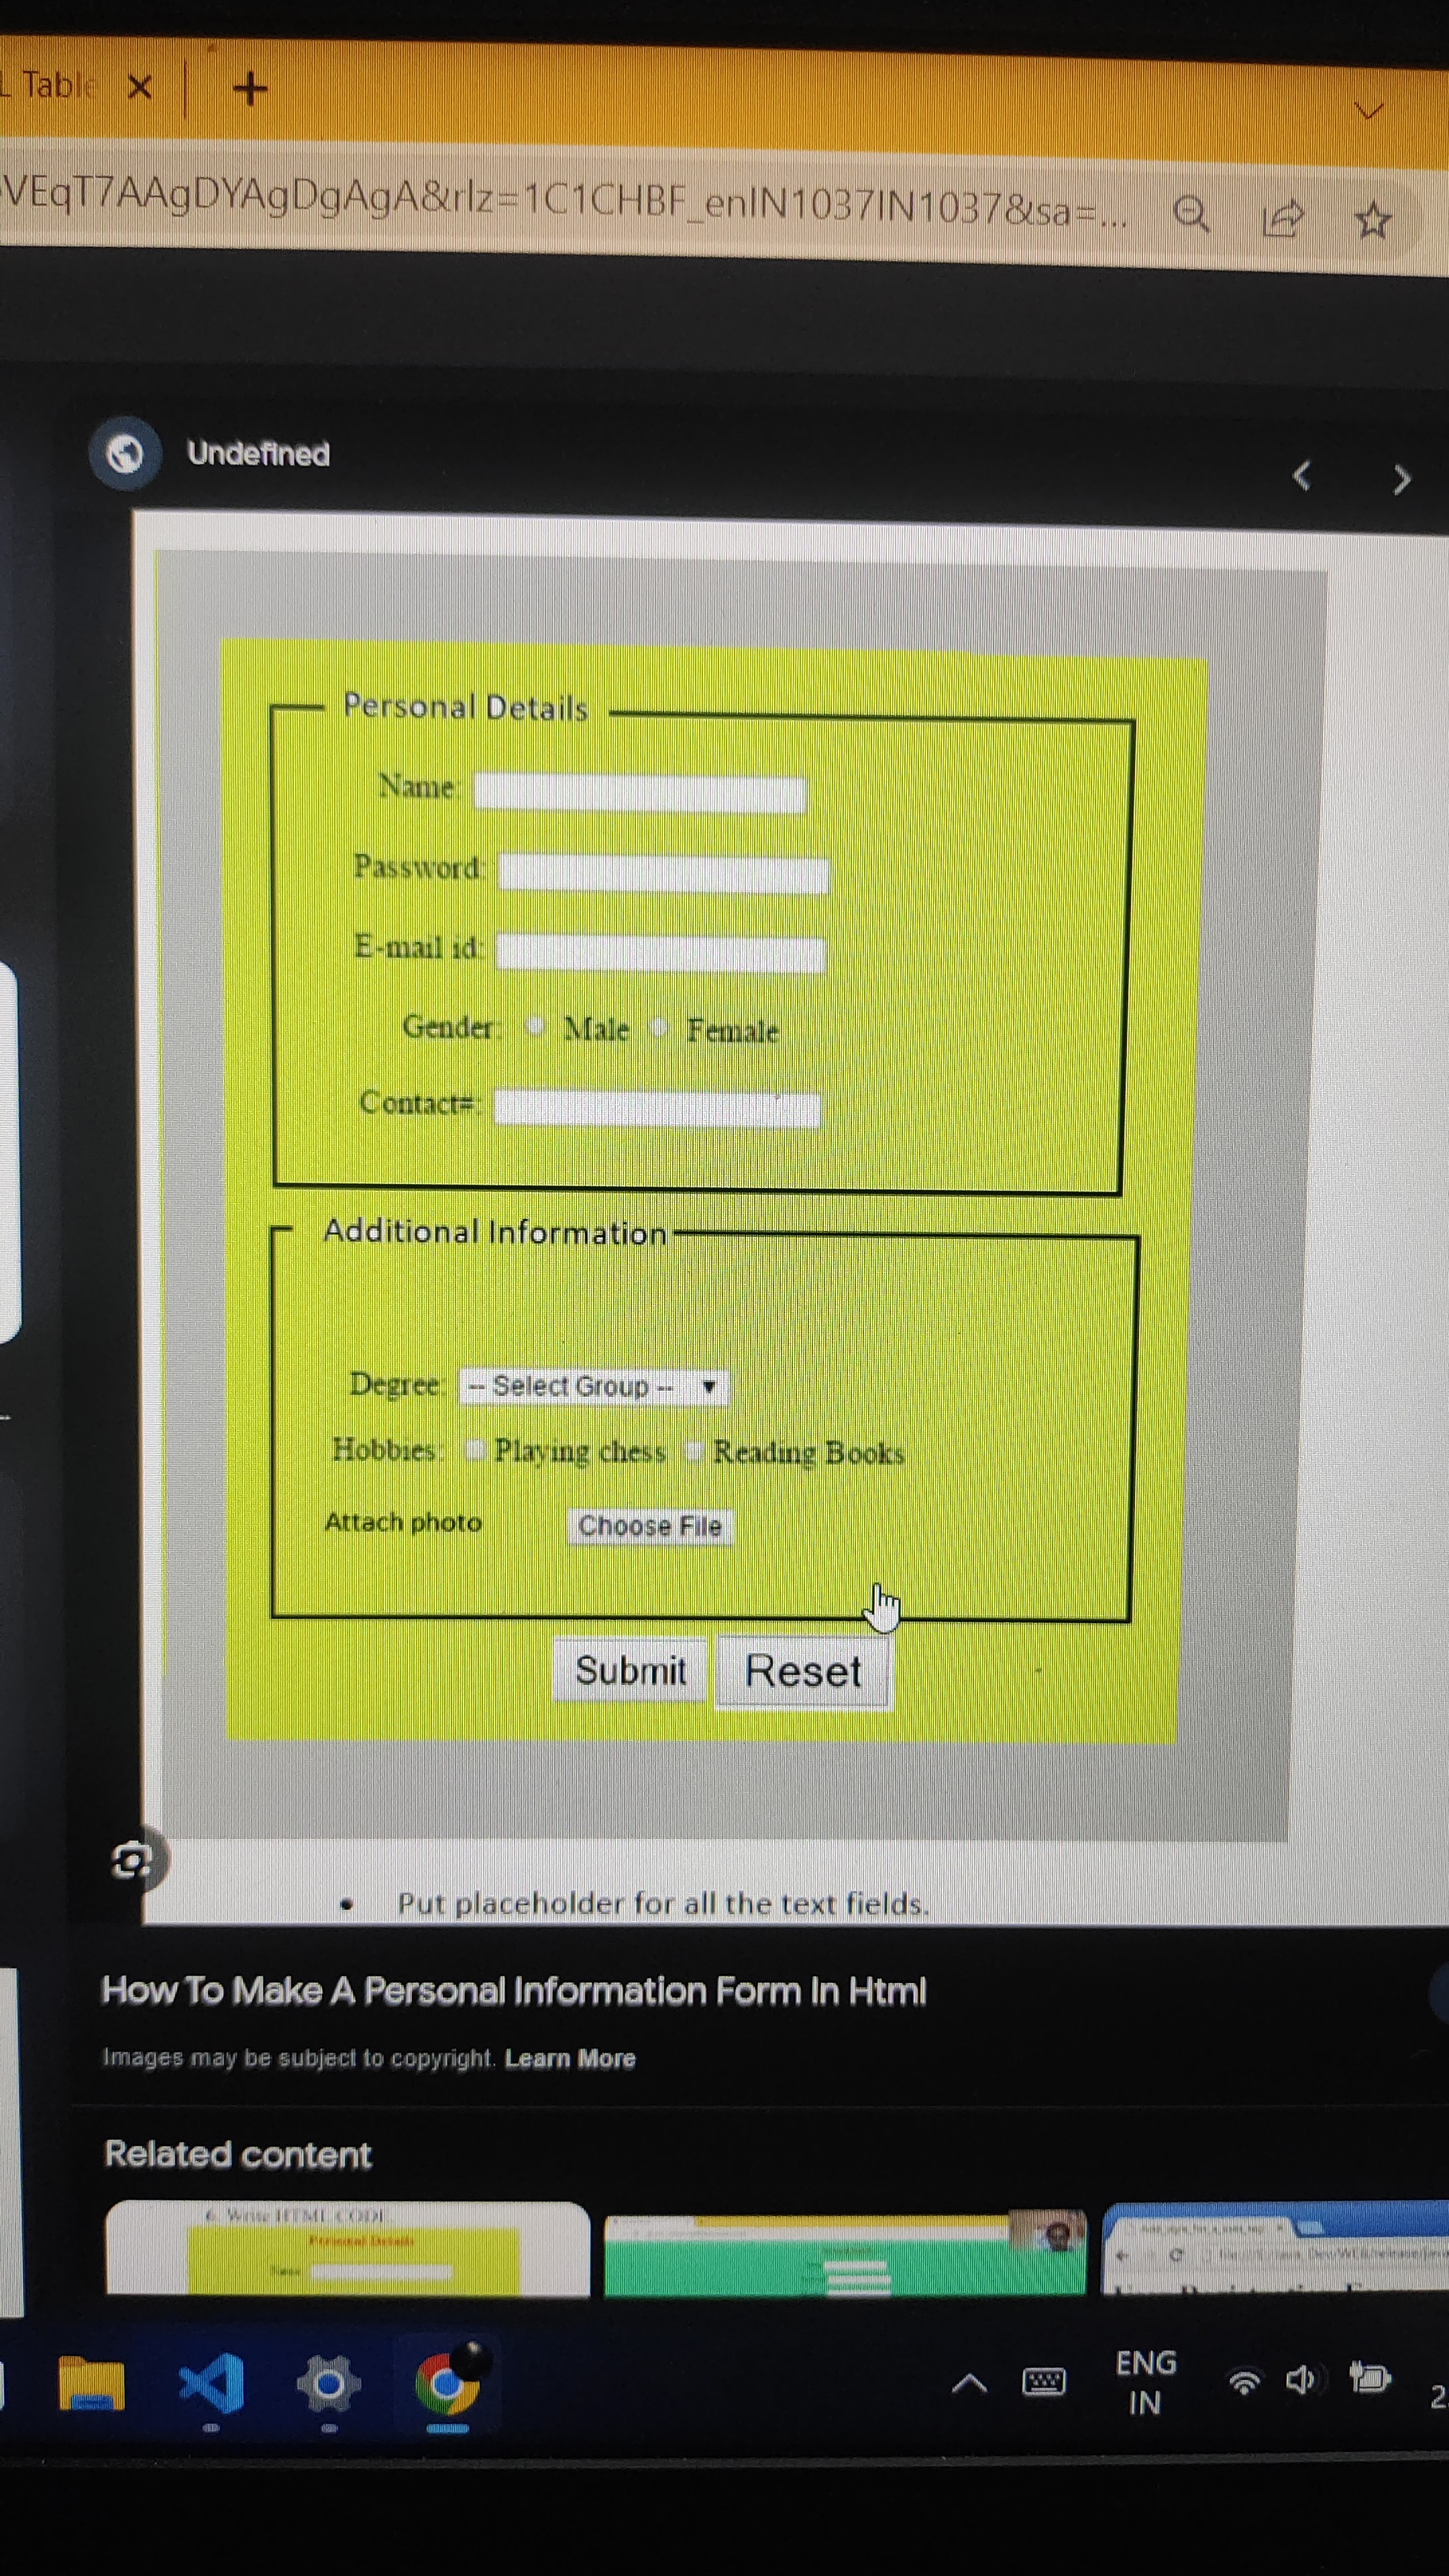 L Table
VEqT7AAgDYAgDgAgA&rlz=1C1CHBF_enIN1037IN1037&sa=...
Undefined
Personal Details
Name:
Password:
E-mail id:
Gender: Male Female
Contact#:
Additional Information
Degree: -- Select Group --
Hobbies: Playing chess Reading Books
Attach photo Choose File
Submit Reset
• Put placeholder for all the text fields.
How To Make A Personal Information Form In Html
Images may be subject to copyright. Learn More
Related content
6. Write HTML CODE
Personal Details
Name
ENG
IN
2